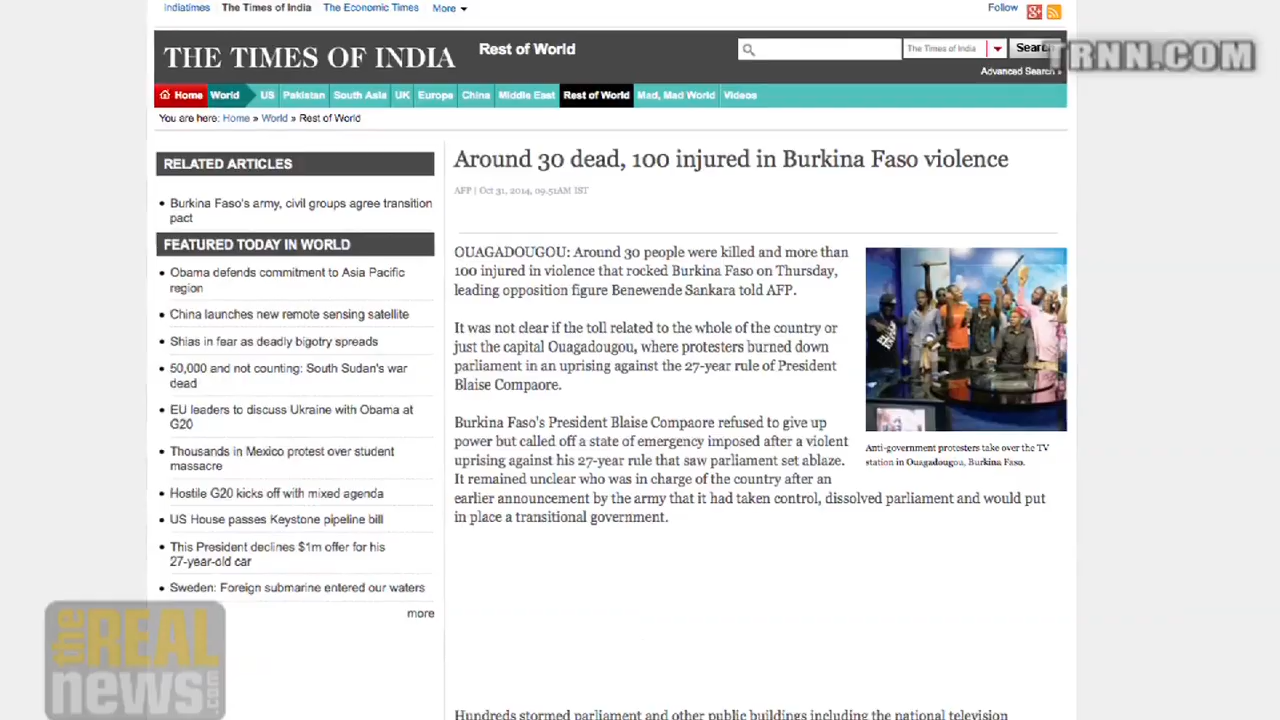 Indiatimes The Times of India The Economic Times More
Follow
THE TIMES OF INDIA
Rest of World
The Times of India
Search
Advanced Search »
TRNN.COM
Home World US Pakistan South Asia UK Europe China Middle East Rest of World Mad, Mad World Videos
You are here: Home » World » Rest of World
RELATED ARTICLES
• Burkina Faso's army, civil groups agree transition
pact
FEATURED TODAY IN WORLD
• Obama defends commitment to Asia Pacific
region
• China launches new remote sensing satellite
• Shias in fear as deadly bigotry spreads
• 50,000 and not counting: South Sudan's war
dead
• EU leaders to discuss Ukraine with Obama at
G20
• Thousands in Mexico protest over student
massacre
• Hostile G20 kicks off with mixed agenda
• US House passes Keystone pipeline bill
• This President declines $1m offer for his
27-year-old car
• Sweden: Foreign submarine entered our waters
more
Around 30 dead, 100 injured in Burkina Faso violence
AFP | Oct 31, 2014, 09.51AM IST
OUAGADOUGOU: Around 30 people were killed and more than
100 injured in violence that rocked Burkina Faso on Thursday,
leading opposition figure Benewende Sankara told AFP.
It was not clear if the toll related to the whole of the country or
just the capital Ouagadougou, where protesters burned down
parliament in an uprising against the 27-year rule of President
Blaise Compaore.
Burkina Faso's President Blaise Compaore refused to give up
power but called off a state of emergency imposed after a violent
uprising against his 27-year rule that saw parliament set ablaze.
It remained unclear who was in charge of the country after an
earlier announcement by the army that it had taken control, dissolved parliament and would put
in place a transitional government.
Anti-government protesters take over the TV
station in Ouagadougou, Burkina Faso.
Hundreds stormed parliament and other public buildings including the national television
the REAL
news.com